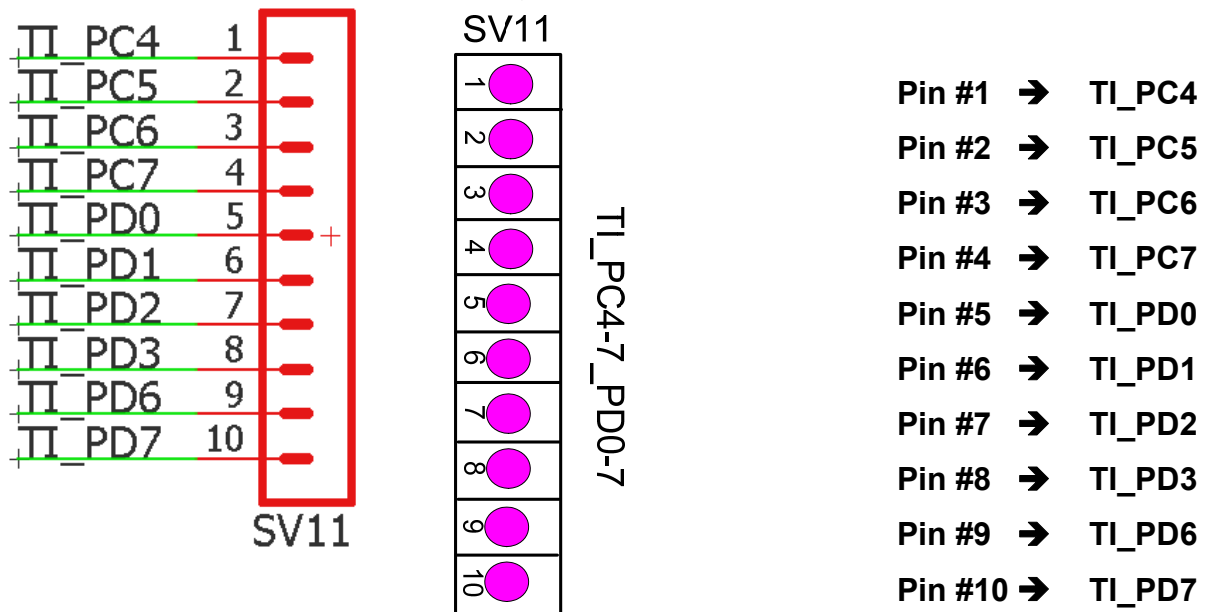 TI_PC4 1
TI_PC5 2
TI_PC6 3
TI_PC7 4
TI_PD0 5
TI_PD1 6
TI_PD2 7
TI_PD3 8
TI_PD6 9
TI_PD7 10
SV11
SV11
1
2
3
4
5
6
7
8
9
10
TI_PC4-7_PD0-7
Pin #1 ➔ TI_PC4
Pin #2 ➔ TI_PC5
Pin #3 ➔ TI_PC6
Pin #4 ➔ TI_PC7
Pin #5 ➔ TI_PD0
Pin #6 ➔ TI_PD1
Pin #7 ➔ TI_PD2
Pin #8 ➔ TI_PD3
Pin #9 ➔ TI_PD6
Pin #10 ➔ TI_PD7